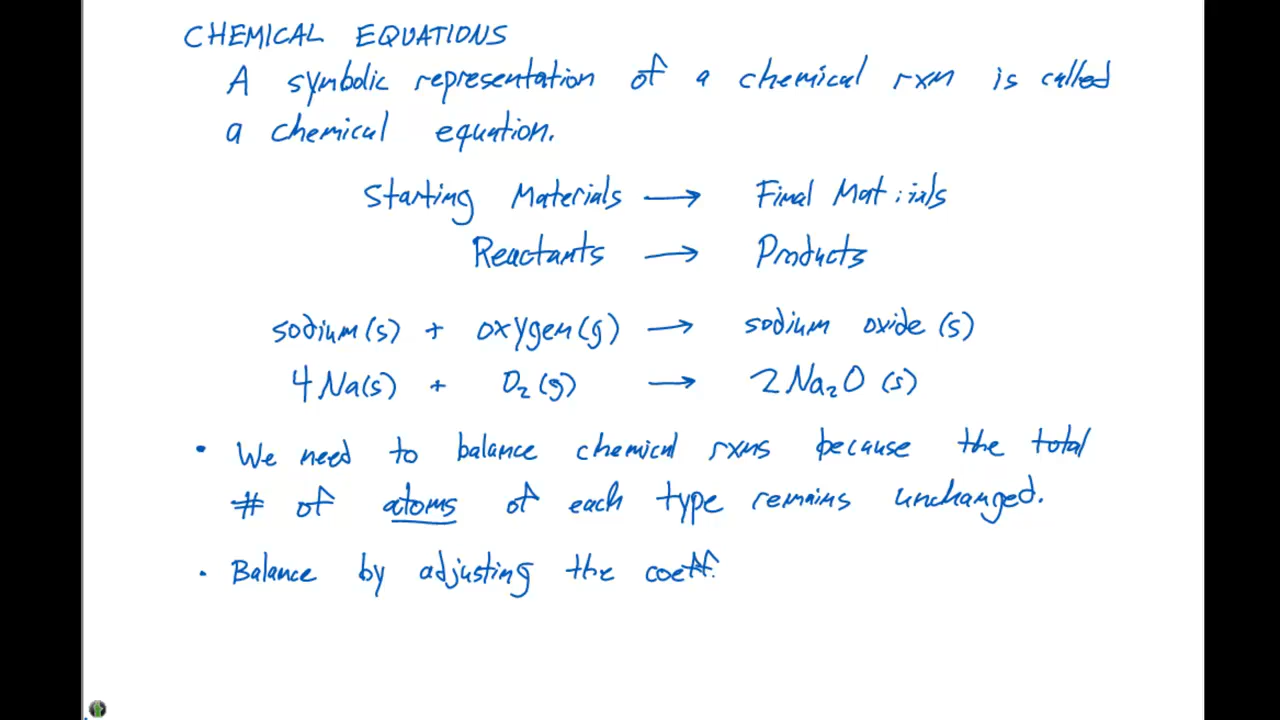 CHEMICAL EQUATIONS
A symbolic representation of a chemical rxn is called
a chemical equation.
Starting Materials → Final Materials
Reactants → Products
sodium(s) + oxygen(g) → sodium oxide (s)
4Na(s) + O₂(g) → 2Na₂O (s)
• We need to balance chemical rxns because the total
# of atoms of each type remains unchanged.
• Balance by adjusting the coeff.